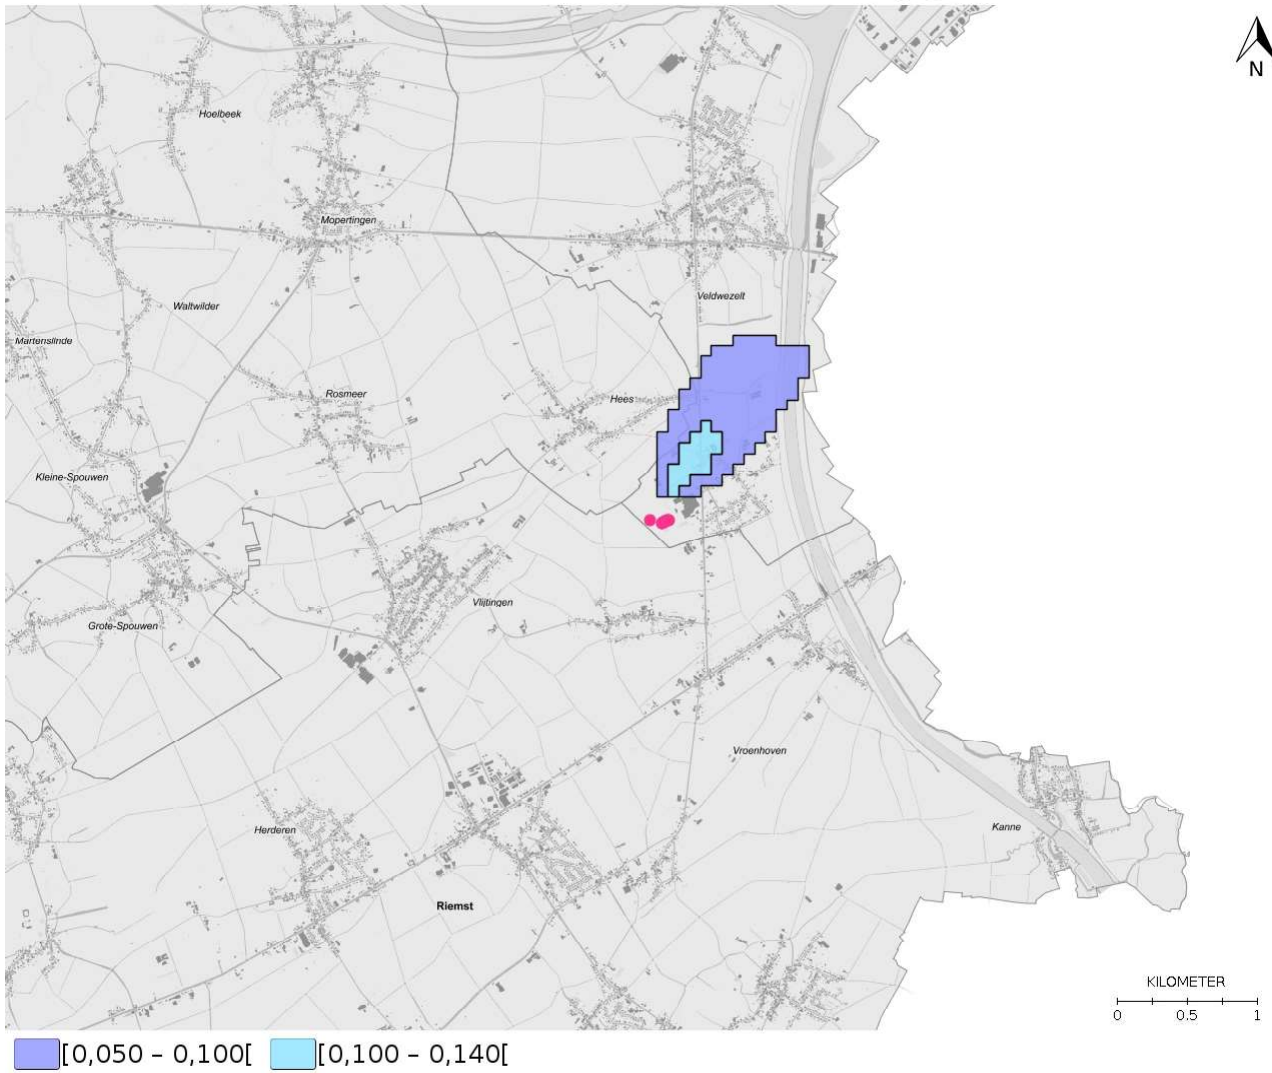 N
Hoelbeek
Mopertingen
Waltwilder
Veldwezelt
Martenslinde
Rosmeer
Hees
Kleine-Spouwen
Vlijtingen
Grote-Spouwen
Vroenhoven
Herderen
Kanne
Riemst
KILOMETER
0 0.5 1
[0,050 – 0,100[ [0,100 – 0,140[